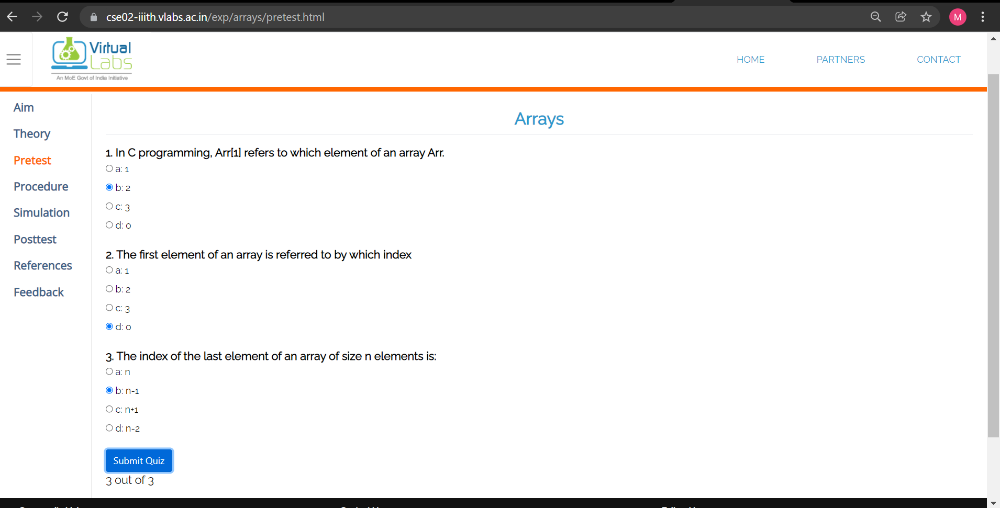 cse02-iiith.vlabs.ac.in/exp/arrays/pretest.html
M
Virtual
Labs
An MoE Govt of India Initiative
HOME
PARTNERS
CONTACT
Aim
Theory
Pretest
Procedure
Simulation
Posttest
References
Feedback
Arrays
1. In C programming, Arr[1] refers to which element of an array Arr.
a: 1
b: 2
c: 3
d: 0
2. The first element of an array is referred to by which index
a: 1
b: 2
c: 3
d: 0
3. The index of the last element of an array of size n elements is:
a: n
b: n-1
c: n+1
d: n-2
Submit Quiz
3 out of 3